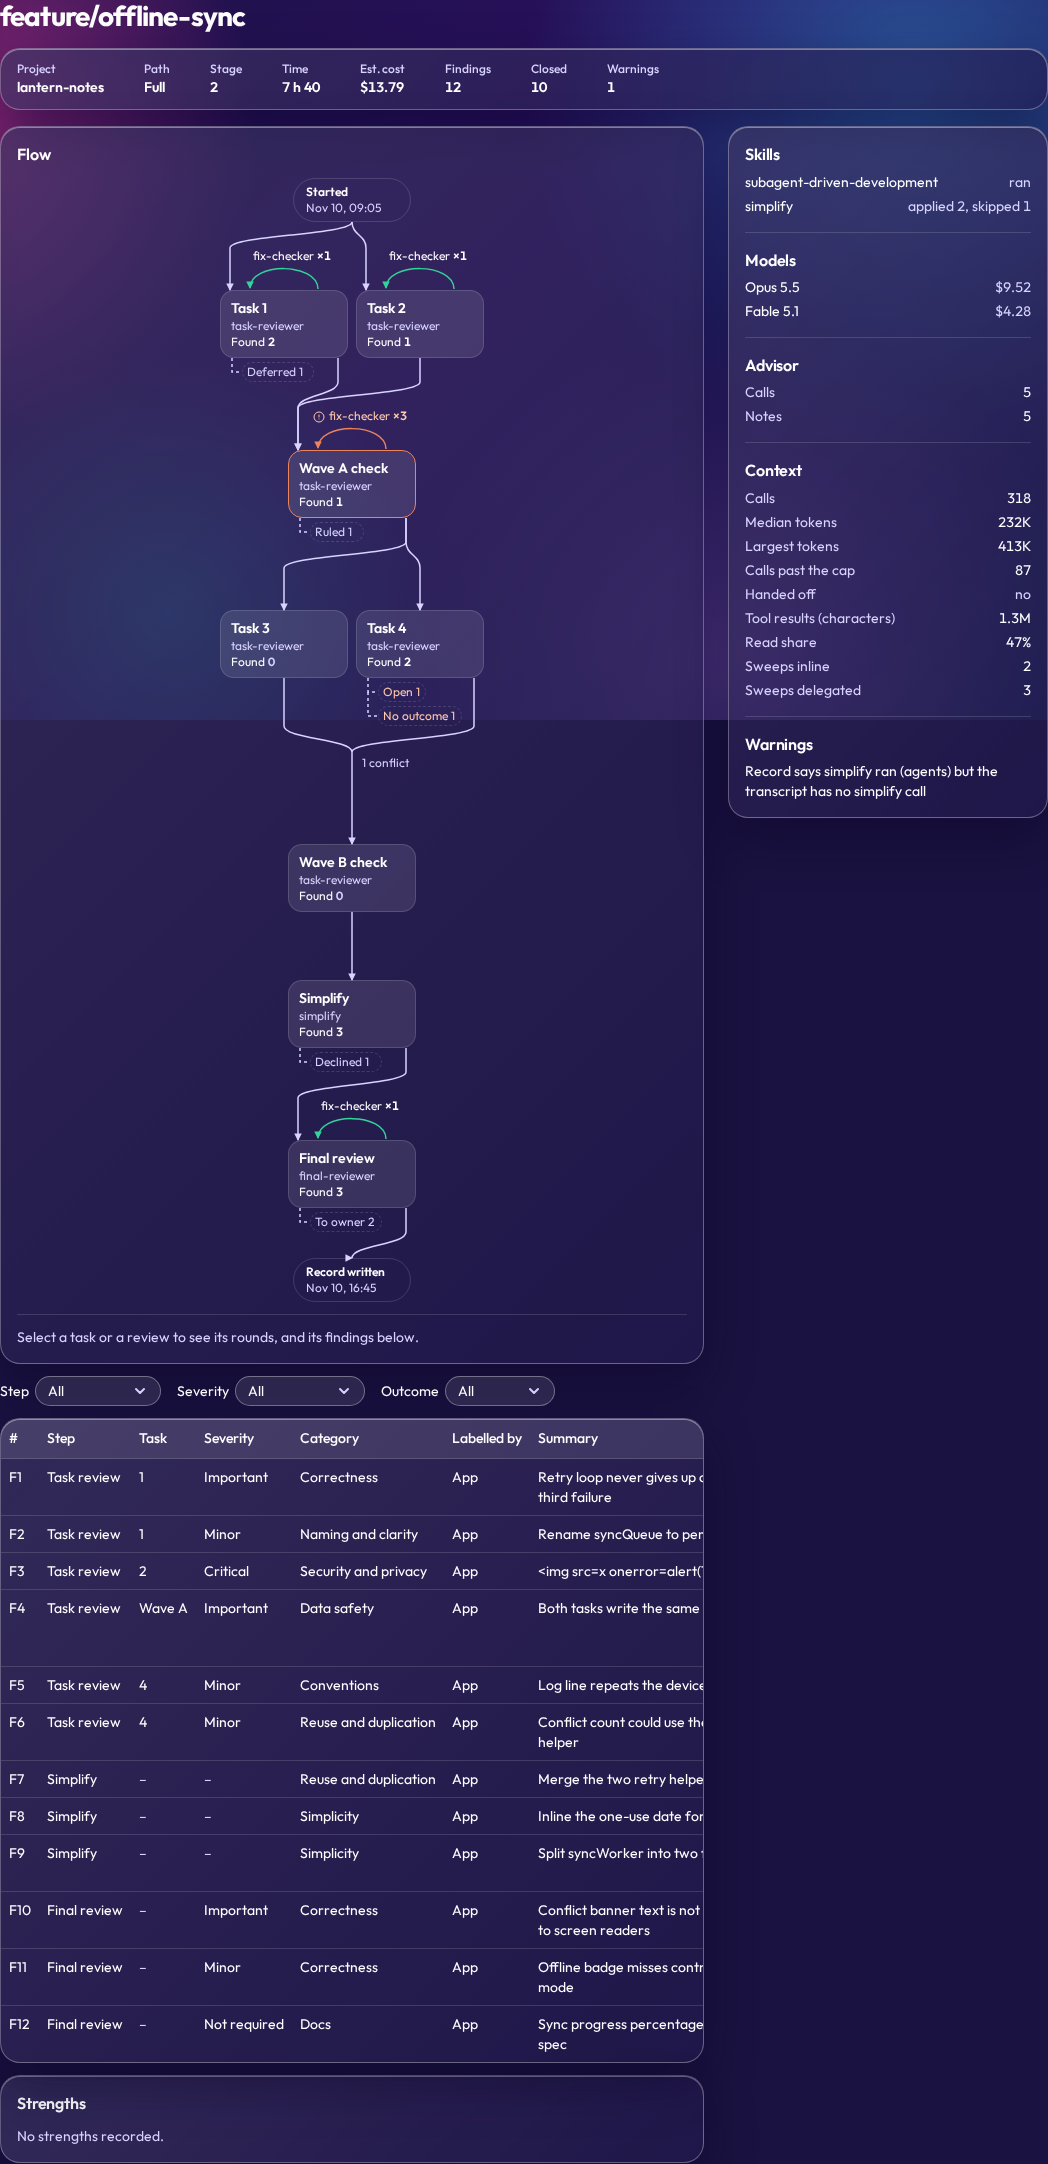 feature/offline-sync
Project Path Stage Time Est. cost Findings Closed Warnings
lantern-notes Full 2 7 h 40 $13.79 12 10 1
Flow
Started
Nov 10, 09:05
fix-checker ×1 fix-checker ×1
Task 1 Task 2
task-reviewer task-reviewer
Found 2 Found 1
Deferred 1
fix-checker ×3
Wave A check
task-reviewer
Found 1
Ruled 1
Task 3 Task 4
task-reviewer task-reviewer
Found 0 Found 2
Open 1
No outcome 1
1 conflict
Wave B check
task-reviewer
Found 0
Simplify
simplify
Found 3
Declined 1
fix-checker ×1
Final review
final-reviewer
Found 3
To owner 2
Record written
Nov 10, 16:45
Select a task or a review to see its rounds, and its findings below.
Skills
subagent-driven-development ran
simplify applied 2, skipped 1
Models
Opus 5.5 $9.52
Fable 5.1 $4.28
Advisor
Calls 5
Notes 5
Context
Calls 318
Median tokens 232K
Largest tokens 413K
Calls past the cap 87
Handed off no
Tool results (characters) 1.3M
Read share 47%
Sweeps inline 2
Sweeps delegated 3
Warnings
Record says simplify ran (agents) but the
transcript has no simplify call
Step All Severity All Outcome All
# Step Task Severity Category Labelled by Summary
F1 Task review 1 Important Correctness App Retry loop never gives up
third failure
F2 Task review 1 Minor Naming and clarity App Rename syncQueue to
F3 Task review 2 Critical Security and privacy App <img src=x onerror=alert(
F4 Task review Wave A Important Data safety App Both tasks write the same
F5 Task review 4 Minor Conventions App Log line repeats the device
F6 Task review 4 Minor Reuse and duplication App Conflict count could use the
helper
F7 Simplify – – Reuse and duplication App Merge the two retry
F8 Simplify – – Simplicity App Inline the one-use date
F9 Simplify – – Simplicity App Split syncWorker into two
F10 Final review – Important Correctness App Conflict banner text is not
to screen readers
F11 Final review – Minor Correctness App Offline badge misses
mode
F12 Final review – Not required Docs App Sync progress percentage
spec
Strengths
No strengths recorded.